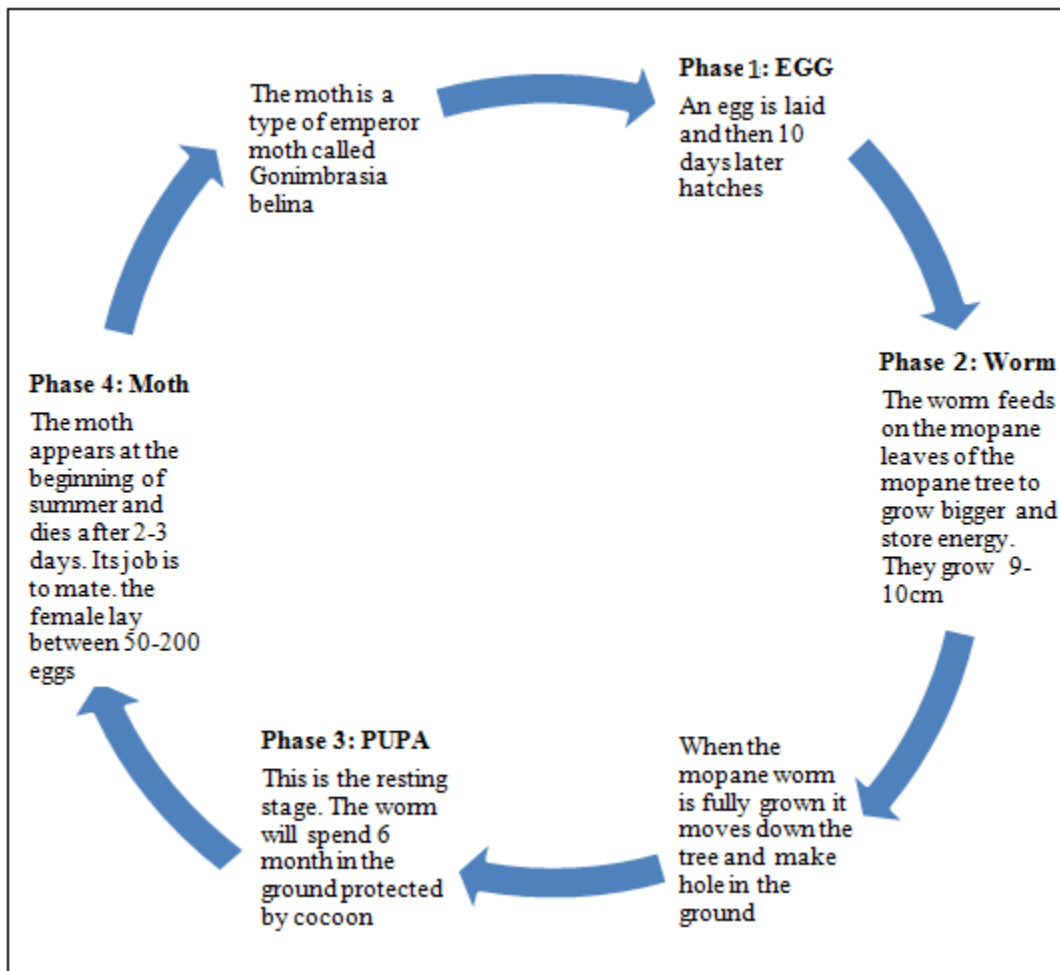 Phase 1: EGG
An egg is laid
and then 10
days later
hatches
Phase 2: Worm
The worm feeds
on the mopane
leaves of the
mopane tree to
grow bigger and
store energy.
They grow 9-
10cm
When the
mopane worm
is fully grown it
moves down the
tree and make
hole in the
ground
Phase 3: PUPA
This is the resting
stage. The worm
will spend 6
month in the
ground protected
by cocoon
Phase 4: Moth
The moth
appears at the
beginning of
summer and
dies after 2-3
days. Its job is
to mate. the
female lay
between 50-200
eggs
The moth is a
type of emperor
moth called
Gonimbrasia
belina